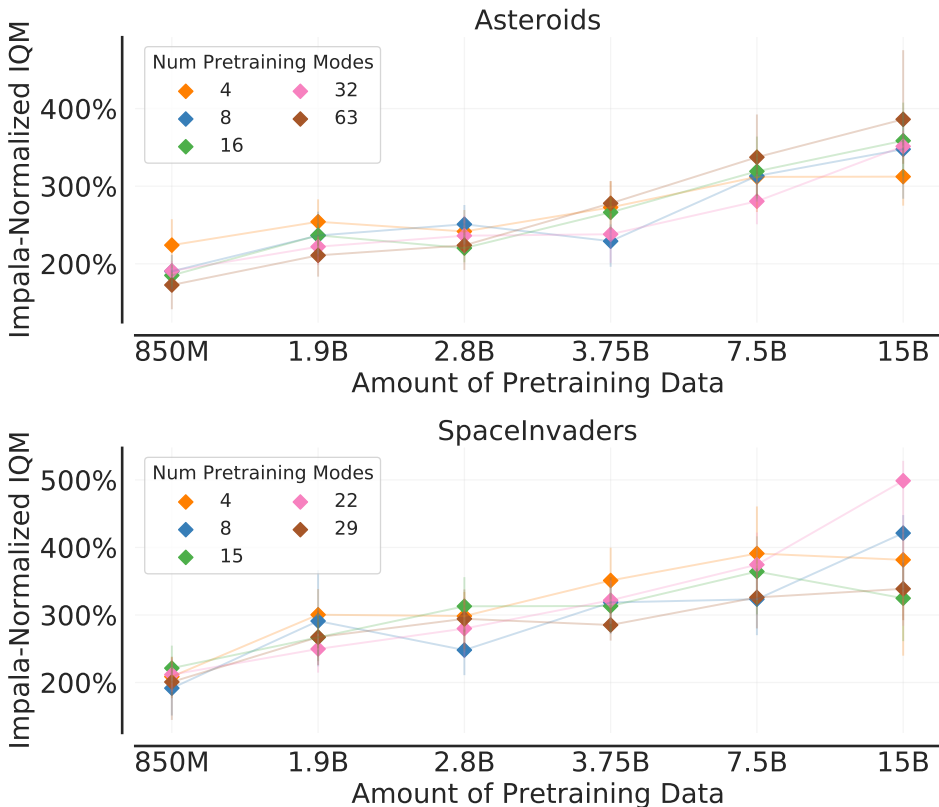 Asteroids
Impala-Normalized IQM
Num Pretraining Modes
4 32
8 63
16
400%
300%
200%
850M 1.9B 2.8B 3.75B 7.5B 15B
Amount of Pretraining Data
SpaceInvaders
Impala-Normalized IQM
Num Pretraining Modes
4 22
8 29
15
500%
400%
300%
200%
850M 1.9B 2.8B 3.75B 7.5B 15B
Amount of Pretraining Data